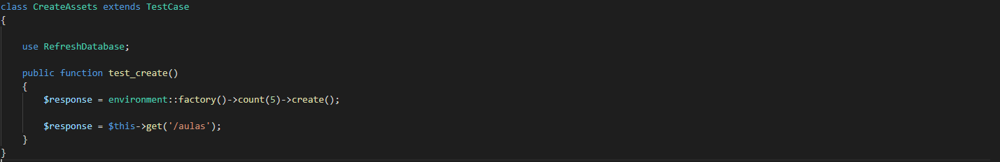 class CreateAssets extends TestCase
{
use RefreshDatabase;
public function test_create()
{
$response = environment::factory()->count(5)->create();
$response = $this->get('/aulas');
}
}